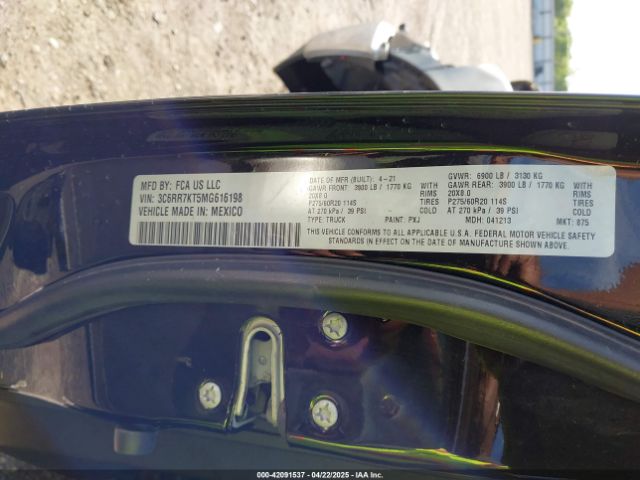 MFD BY: FCA US LLC
VIN: 3C6RR7KT5MG616198
VEHICLE MADE IN: MEXICO
DATE OF MFR (BUILT): 4-21
GAWR FRONT: 3900 LB / 1770 KG WITH
20X8.0 RIMS
P275/60R20 114S TIRES
AT 270 kPa / 39 PSI COLD
TYPE: TRUCK PAINT: PXJ
GVWR: 6900 LB / 3130 KG
GAWR REAR: 3900 LB / 1770 KG WITH
20X8.0 RIMS
P275/60R20 114S TIRES
AT 270 kPa / 39 PSI COLD
MDH: 041213 MKT: 875
THIS VEHICLE CONFORMS TO ALL APPLICABLE U.S.A. FEDERAL MOTOR VEHICLE SAFETY
STANDARDS IN EFFECT ON THE DATE OF MANUFACTURE SHOWN ABOVE.
000-42091537 04/22/2025 IAAI.COM